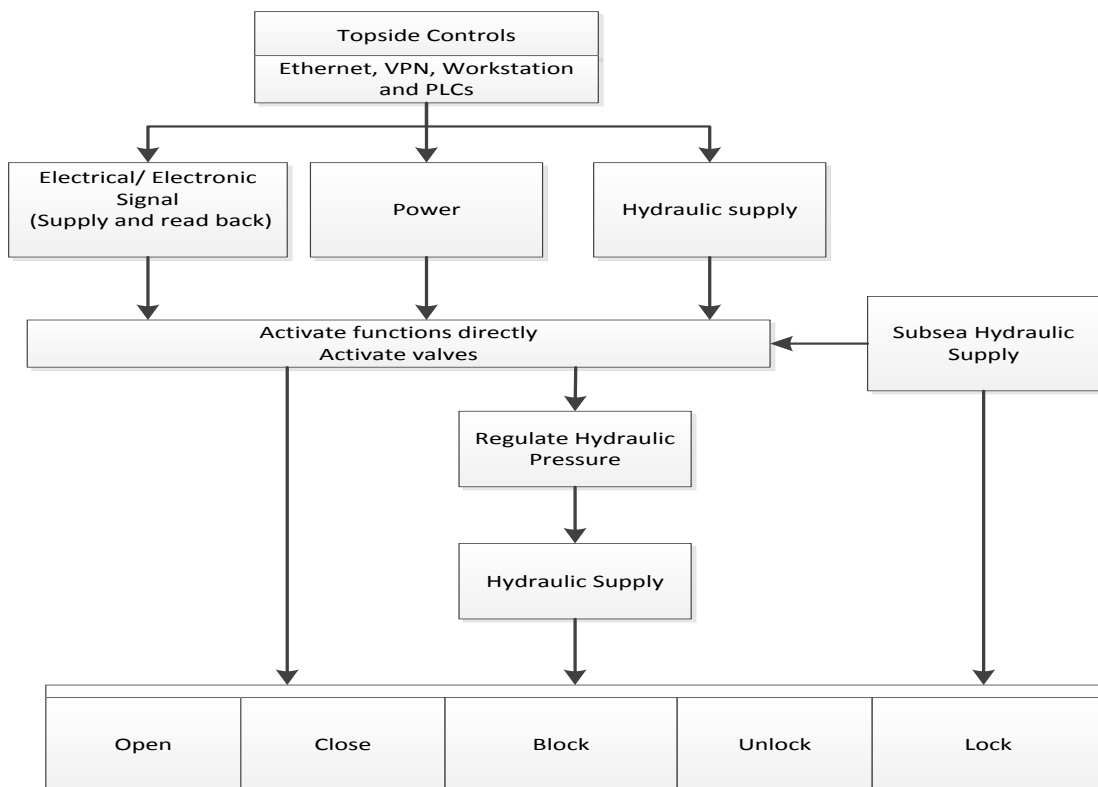 Topside Controls
Ethernet, VPN, Workstation
and PLCs
Electrical/ Electronic
Signal
(Supply and read back)
Power
Hydraulic supply
Activate functions directly
Activate valves
Subsea Hydraulic
Supply
Regulate Hydraulic
Pressure
Hydraulic Supply
Open
Close
Block
Unlock
Lock